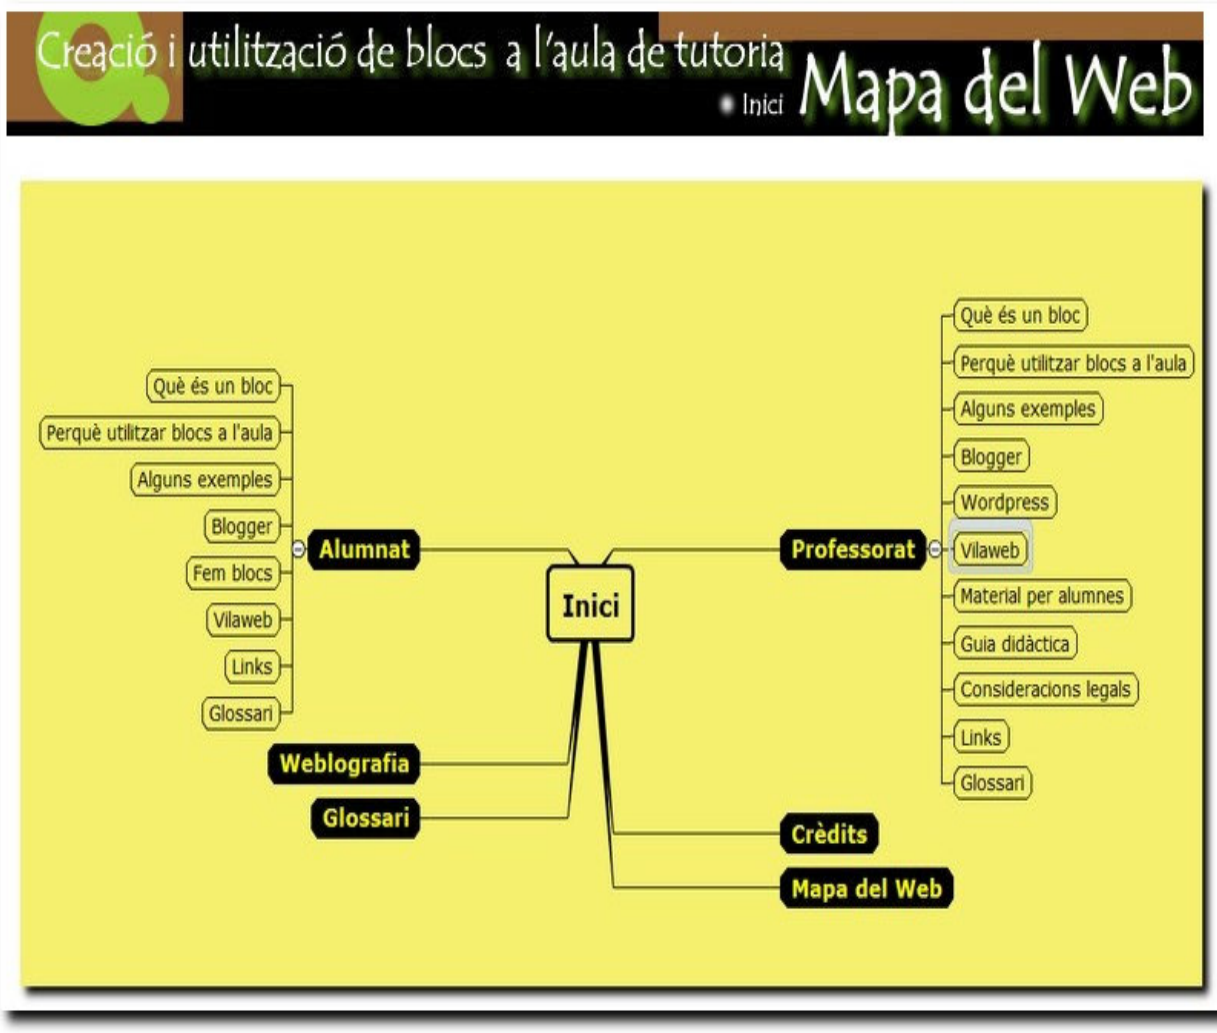 Creació i utilització de blocs a l'aula de tutoria
Inici
Mapa del Web
Què és un bloc
Perquè utilitzar blocs a l'aula
Alguns exemples
Blogger
Fem blocs
Vilaweb
Links
Glossari
Alumnat
Weblografia
Glossari
Inici
Professorat
Què és un bloc
Perquè utilitzar blocs a l'aula
Alguns exemples
Blogger
Wordpress
Vilaweb
Material per alumnes
Guia didàctica
Consideracions legals
Links
Glossari
Crèdits
Mapa del Web